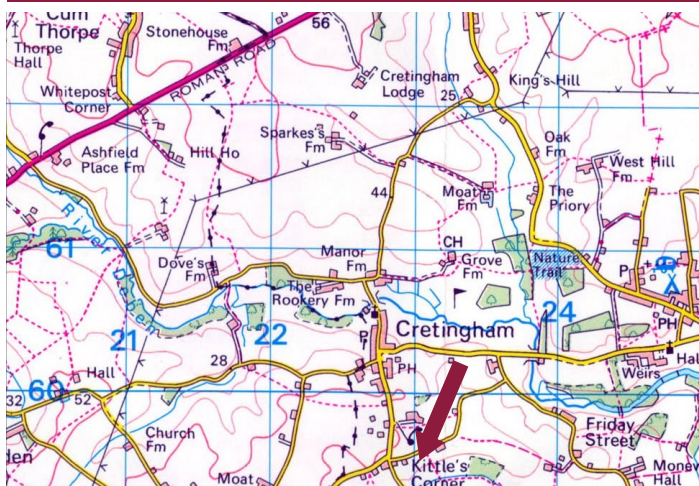 Cum
Thorpe
Thorpe
Hall
Stonehouse
Fm
56
ROMAN ROAD
Cretingham
Lodge
King's Hill
Whitepost
Corner
25
Sparkes's
Fm
Oak
Fm
Ashfield
Place Fm
Hill Ho
West Hill
Fm
44
Moat
Fm
The
Priory
River Deben
61
CH
Dove's
Fm
Manor
Fm
Grove
Fm
Nature
Trail
P
The
Rookery Fm
24
21
22
Cretingham
P
PH
PH
Hall
28
Hal
60
Weirs
32
52
Church
Fm
Friday
Street
den
Moat
Kittle's
Corner
Mone
Hall